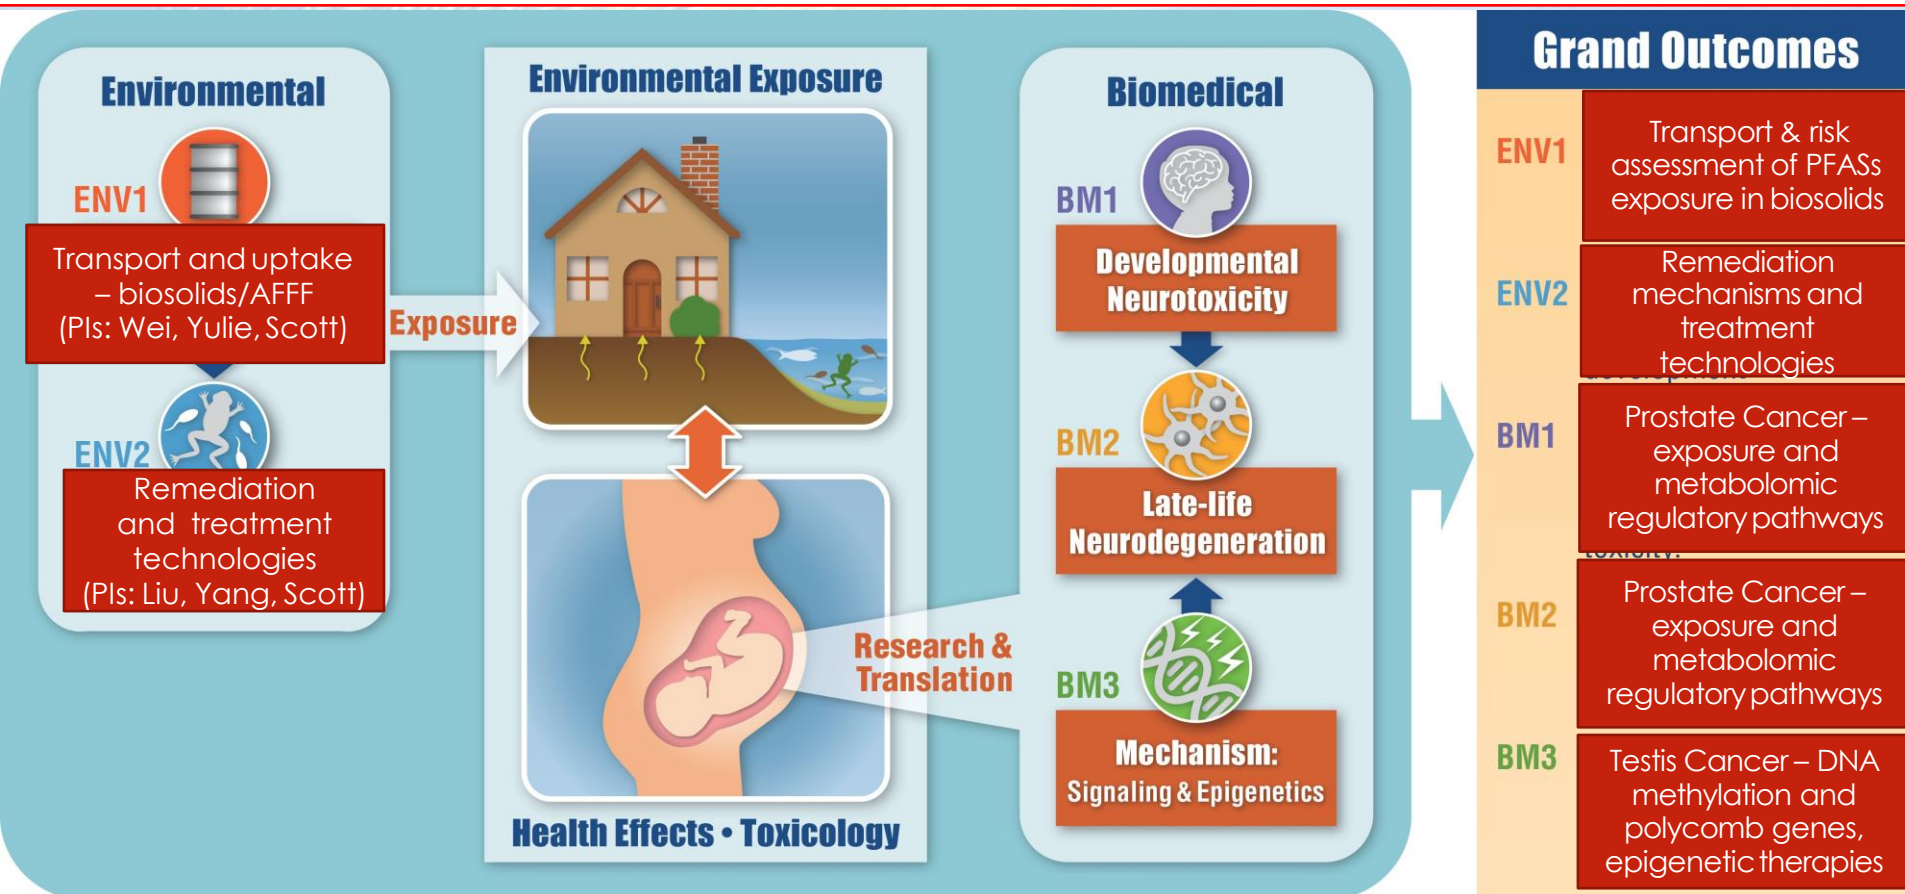 Environmental
ENV1
Transport and uptake
– biosolids/AFFF
(PIs: Wei, Yulie, Scott)
ENV2
Remediation
and treatment
technologies
(PIs: Liu, Yang, Scott)
Exposure
Environmental Exposure
Health Effects • Toxicology
Research &
Translation
Biomedical
BM1
Developmental
Neurotoxicity
BM2
Late-life
Neurodegeneration
BM3
Mechanism:
Signaling & Epigenetics
Grand Outcomes
ENV1
Transport & risk
assessment of PFASs
exposure in biosolids
ENV2
Remediation
mechanisms and
treatment
technologies
BM1
Prostate Cancer –
exposure and
metabolomic
regulatory pathways
BM2
Prostate Cancer –
exposure and
metabolomic
regulatory pathways
BM3
Testis Cancer – DNA
methylation and
polycomb genes,
epigenetic therapies